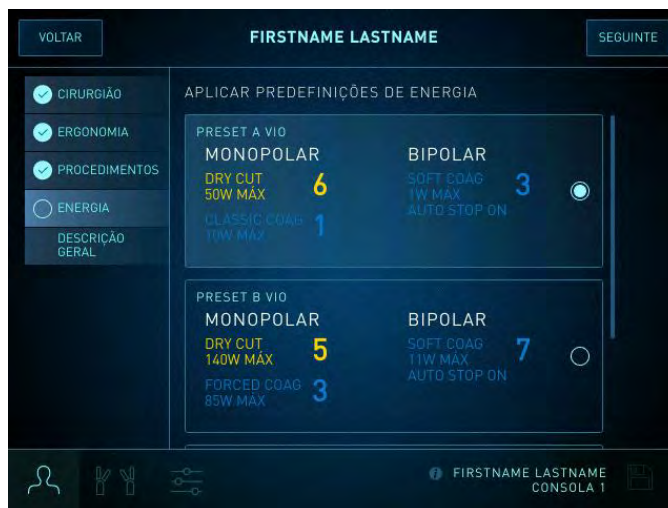 VOLTAR
FIRSTNAME LASTNAME
SEGUINTE
CIRURGIÃO
ERGONOMIA
PROCEDIMENTOS
ENERGIA
DESCRIÇÃO
GERAL
APLICAR PREDEFINIÇÕES DE ENERGIA
PRESET A VIO
MONOPOLAR
DRY CUT
50W MÁX
6
CLASSIC COAG
10W MÁX
1
BIPOLAR
SOFT COAG
1W MÁX
AUTO STOP ON
3
PRESET B VIO
MONOPOLAR
DRY CUT
140W MÁX
5
FORCED COAG
85W MÁX
3
BIPOLAR
SOFT COAG
11W MÁX
AUTO STOP ON
7
FIRSTNAME LASTNAME
CONSOLA 1